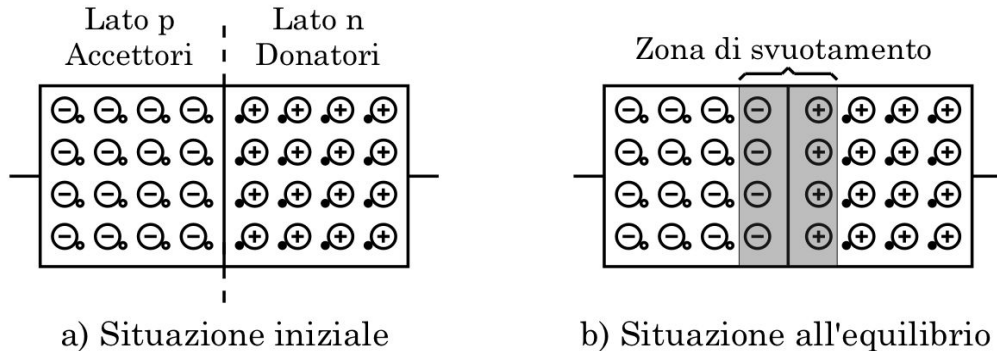 Lato p
Accettori
Lato n
Donatori
a) Situazione iniziale
Zona di svuotamento
b) Situazione all'equilibrio